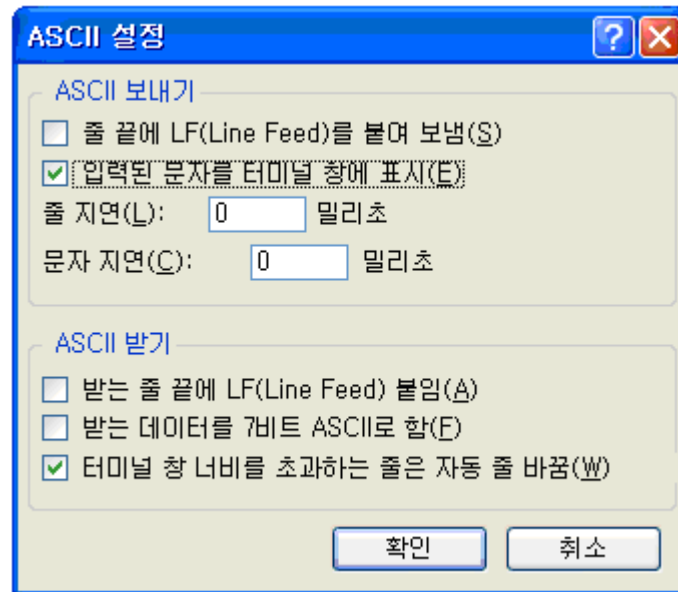 ASCII 설정
ASCII 보내기
줄 끝에 LF(Line Feed)를 붙여 보냄(S)
입력된 문자를 터미널 창에 표시(E)
줄 지연(L): 0 밀리초
문자 지연(C): 0 밀리초
ASCII 받기
받는 줄 끝에 LF(Line Feed) 붙임(A)
받는 데이터를 7비트 ASCII로 함(F)
터미널 창 너비를 초과하는 줄은 자동 줄 바꿈(W)
확인 취소